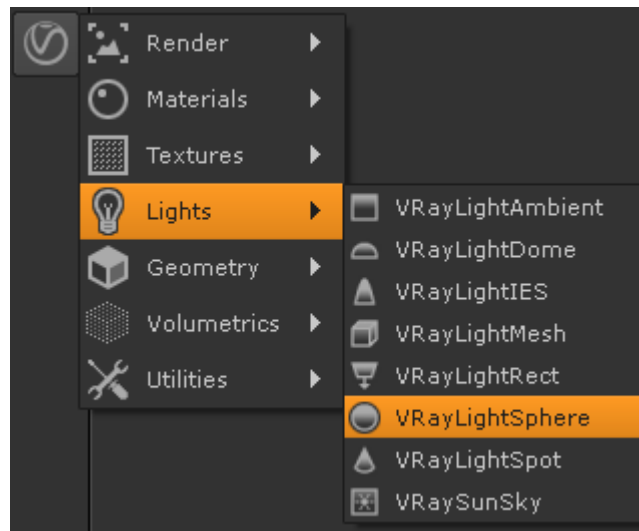 Render
Materials
Textures
Lights
Geometry
Volumetrics
Utilities
VRayLightAmbient
VRayLightDome
VRayLightIES
VRayLightMesh
VRayLightRect
VRayLightSphere
VRayLightSpot
VRaySunSky